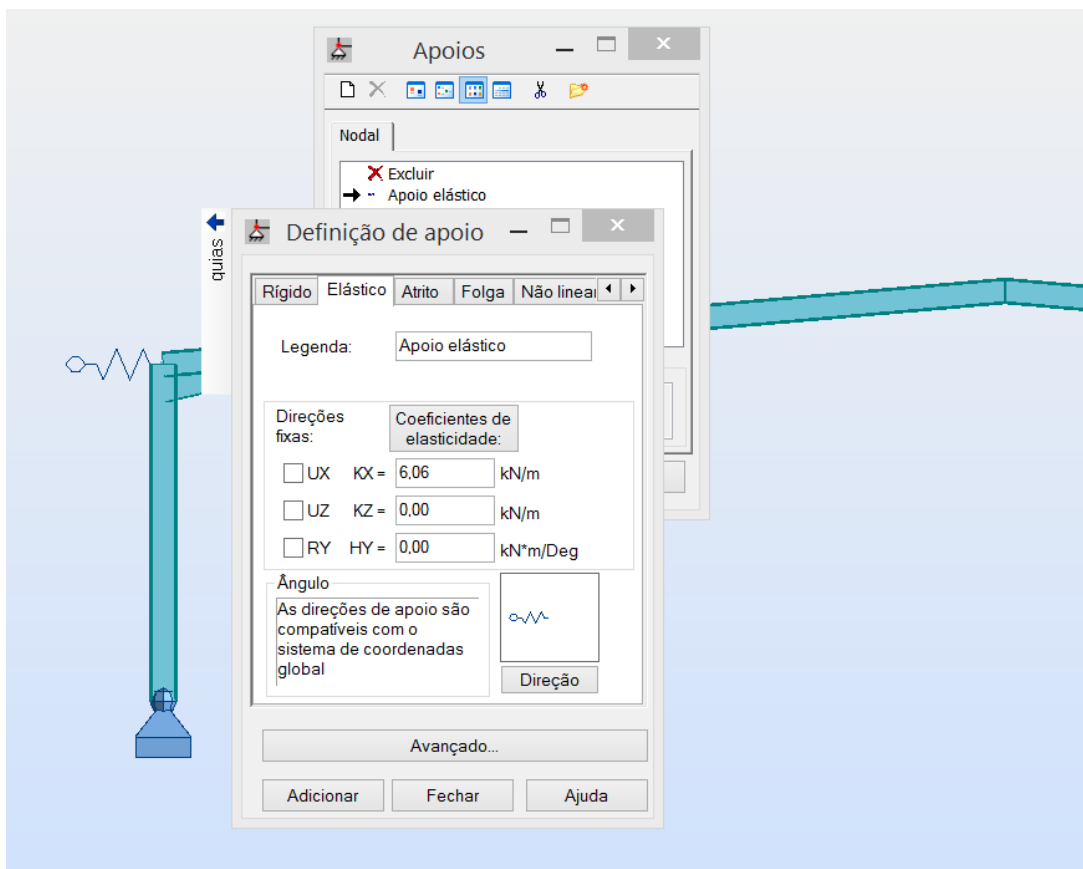 Apoios
Nodal
Excluir
Apoio elástico
quias
Definição de apoio
Rígido Elástico Atrito Folga Não linear
Legenda: Apoio elástico
Direções fixas:
Coeficientes de elasticidade:
UX KX = 6,06 kN/m
UZ KZ = 0,00 kN/m
RY HY = 0,00 kN*m/Deg
Ângulo
As direções de apoio são
compatíveis com o
sistema de coordenadas
global
Direção
Avançado...
Adicionar Fechar Ajuda